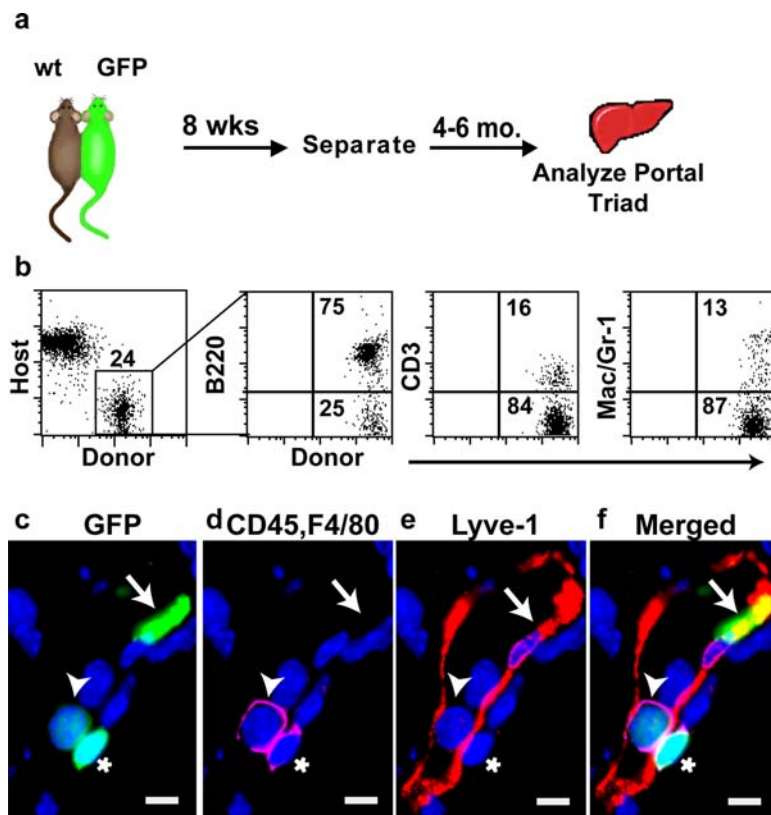 a
wt GFP
8 wks
Separate
4-6 mo.
Analyze Portal
Triad
b
Host
24
Donor
B220
75
25
Donor
CD3
16
84
Mac/Gr-1
13
87
c GFP
d CD45,F4/80
e Lyve-1
f Merged
*
*
*
*